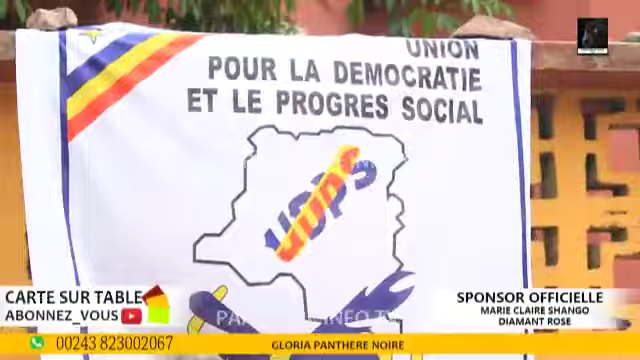 UNION
POUR LA DEMOCRATIE
ET LE PROGRES SOCIAL
UDPS
CARTE SUR TABLE
ABONNEZ_VOUS
SPONSOR OFFICIELLE
MARIE CLAIRE SHANGO
DIAMANT ROSE
00243 823002067
GLORIA PANTHERE NOIRE